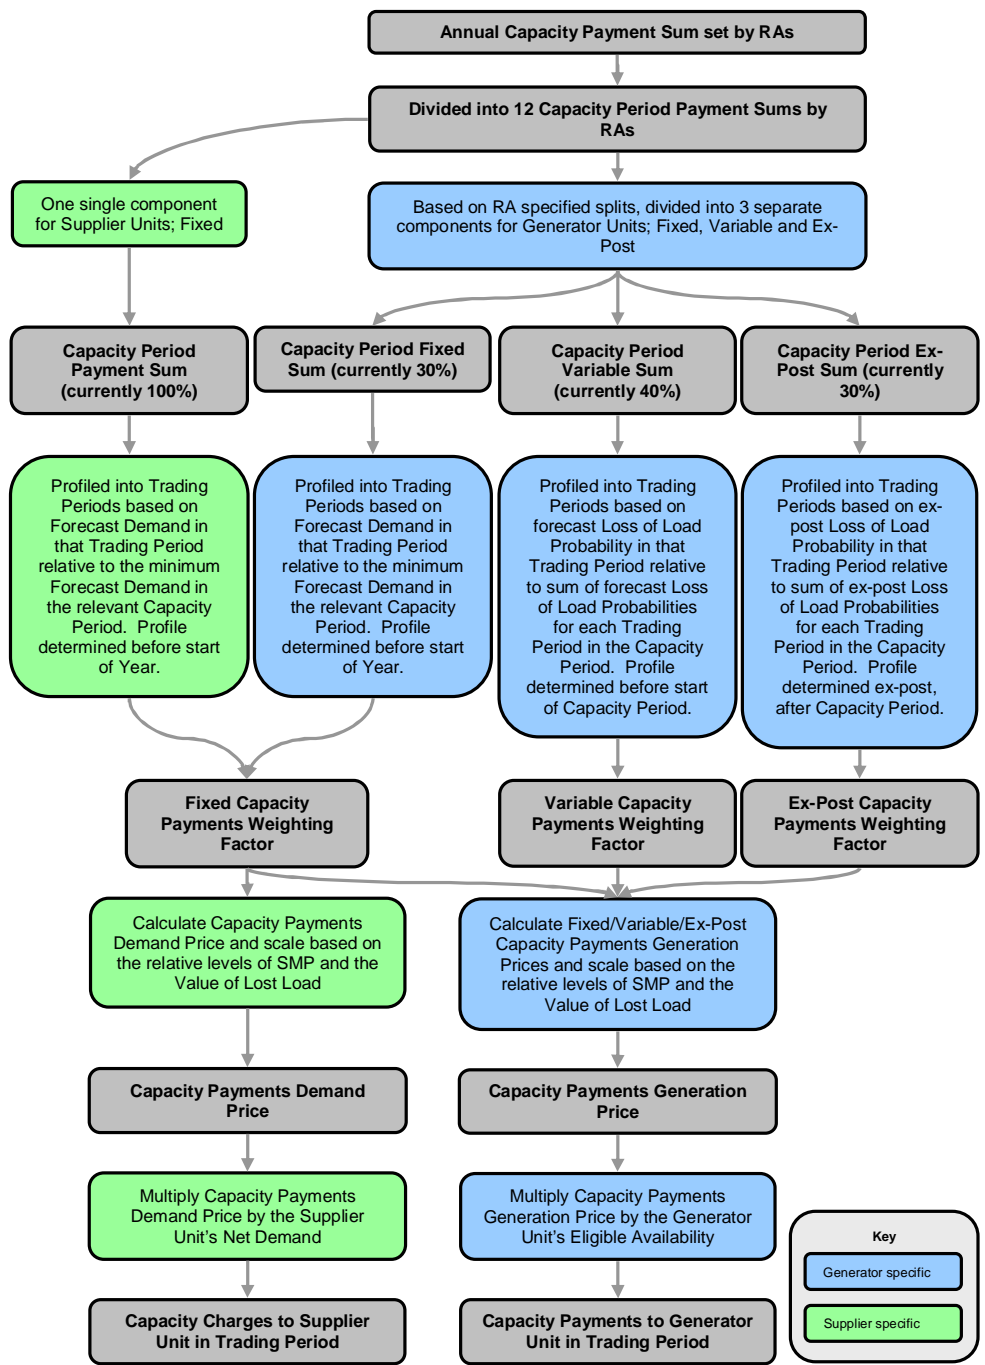 Annual Capacity Payment Sum set by RAs
Divided into 12 Capacity Period Payment Sums by
RAs
One single component
for Supplier Units; Fixed
Based on RA specified splits, divided into 3 separate
components for Generator Units; Fixed, Variable and Ex-
Post
Capacity Period
Payment Sum
(currently 100%)
Capacity Period Fixed
Sum (currently 30%)
Capacity Period
Variable Sum
(currently 40%)
Capacity Period Ex-
Post Sum (currently
30%)
Profiled into Trading
Periods based on
Forecast Demand in
that Trading Period
relative to the minimum
Forecast Demand in
the relevant Capacity
Period.  Profile
determined before start
of Year.
Profiled into Trading
Periods based on
Forecast Demand in
that Trading Period
relative to the minimum
Forecast Demand in
the relevant Capacity
Period.  Profile
determined before start
of Year.
Profiled into Trading
Periods based on
forecast Loss of Load
Probability in that
Trading Period relative
to sum of forecast Loss
of Load Probabilities
for each Trading
Period in the Capacity
Period.  Profile
determined before start
of Capacity Period.
Profiled into Trading
Periods based on ex-
post Loss of Load
Probability in that
Trading Period relative
to sum of ex-post Loss
of Load Probabilities
for each Trading
Period in the Capacity
Period.  Profile
determined ex-post,
after Capacity Period.
Fixed Capacity
Payments Weighting
Factor
Variable Capacity
Payments Weighting
Factor
Ex-Post Capacity
Payments Weighting
Factor
Calculate Capacity Payments
Demand Price and scale based on
the relative levels of SMP and the
Value of Lost Load
Calculate Fixed/Variable/Ex-Post
Capacity Payments Generation
Prices and scale based on the
relative levels of SMP and the
Value of Lost Load
Capacity Payments Demand
Price
Capacity Payments Generation
Price
Multiply Capacity Payments
Demand Price by the Supplier
Unit's Net Demand
Multiply Capacity Payments
Generation Price by the Generator
Unit's Eligible Availability
Capacity Charges to Supplier
Unit in Trading Period
Capacity Payments to Generator
Unit in Trading Period
Key
Generator specific
Supplier specific